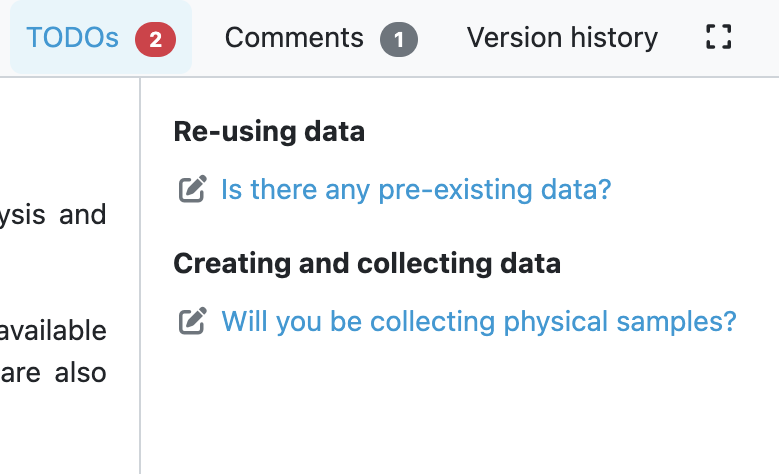 TODOs 2 Comments 1 Version history
Re-using data
Is there any pre-existing data?
Creating and collecting data
Will you be collecting physical samples?
ysis and
available
are also